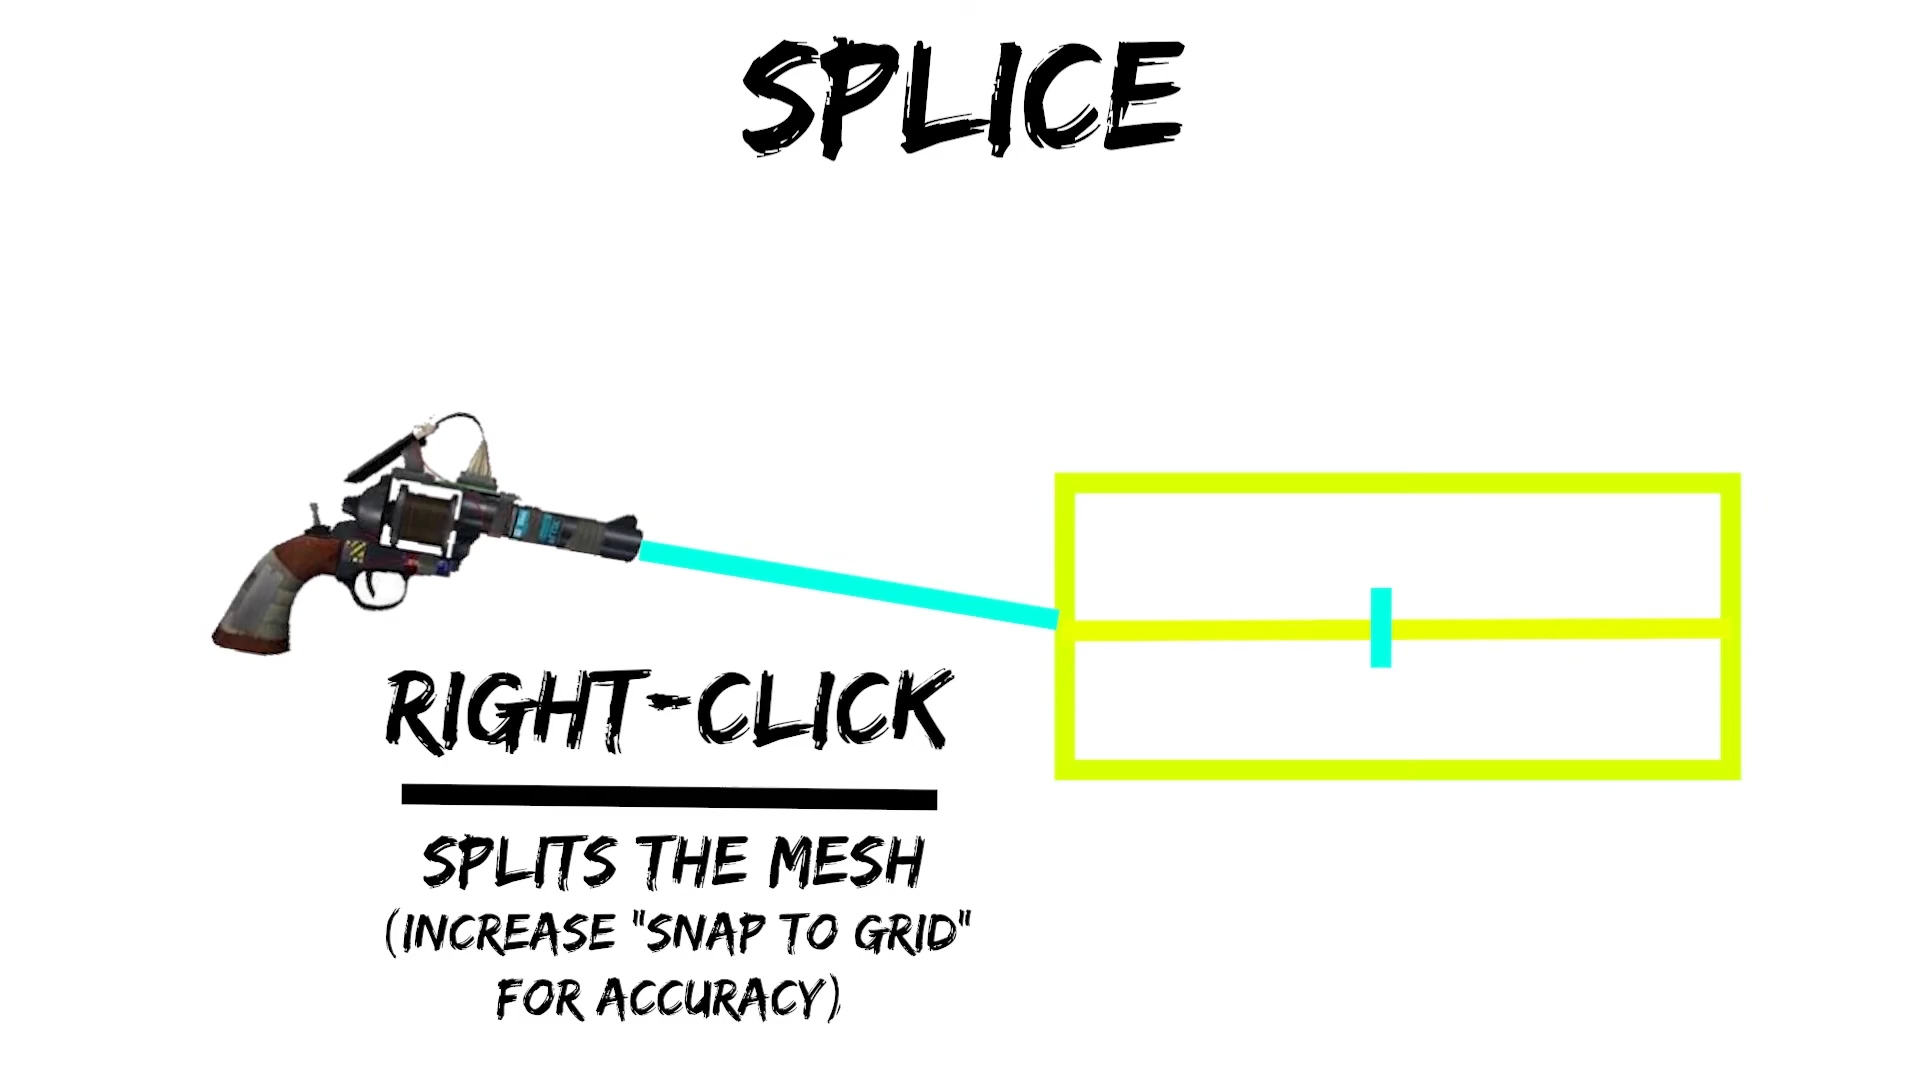 SPLICE
RIGHT-CLICK
SPLITS THE MESH
(INCREASE "SNAP TO GRID"
FOR ACCURACY)